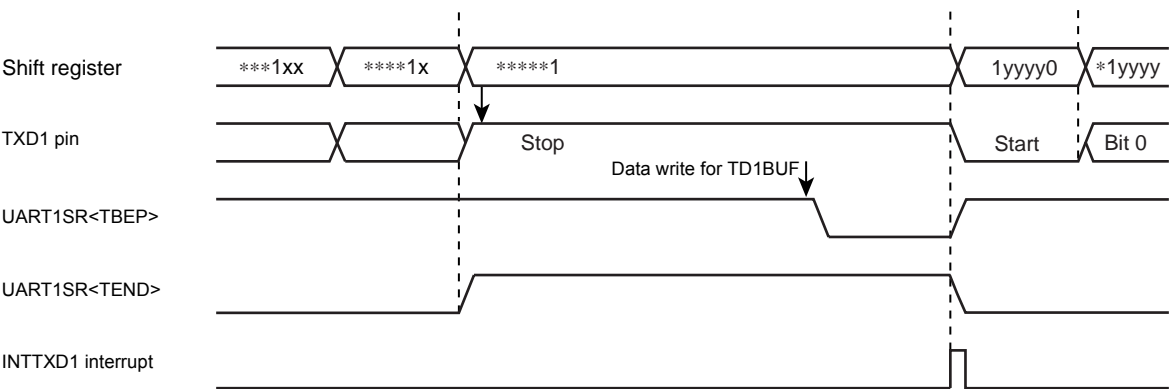 Shift register ***1xx ****1x *****1 1yyyy0 *1yyyy
TXD1 pin Stop Start Bit 0
Data write for TD1BUF
UART1SR<TBEP>
UART1SR<TEND>
INTTXD1 interrupt